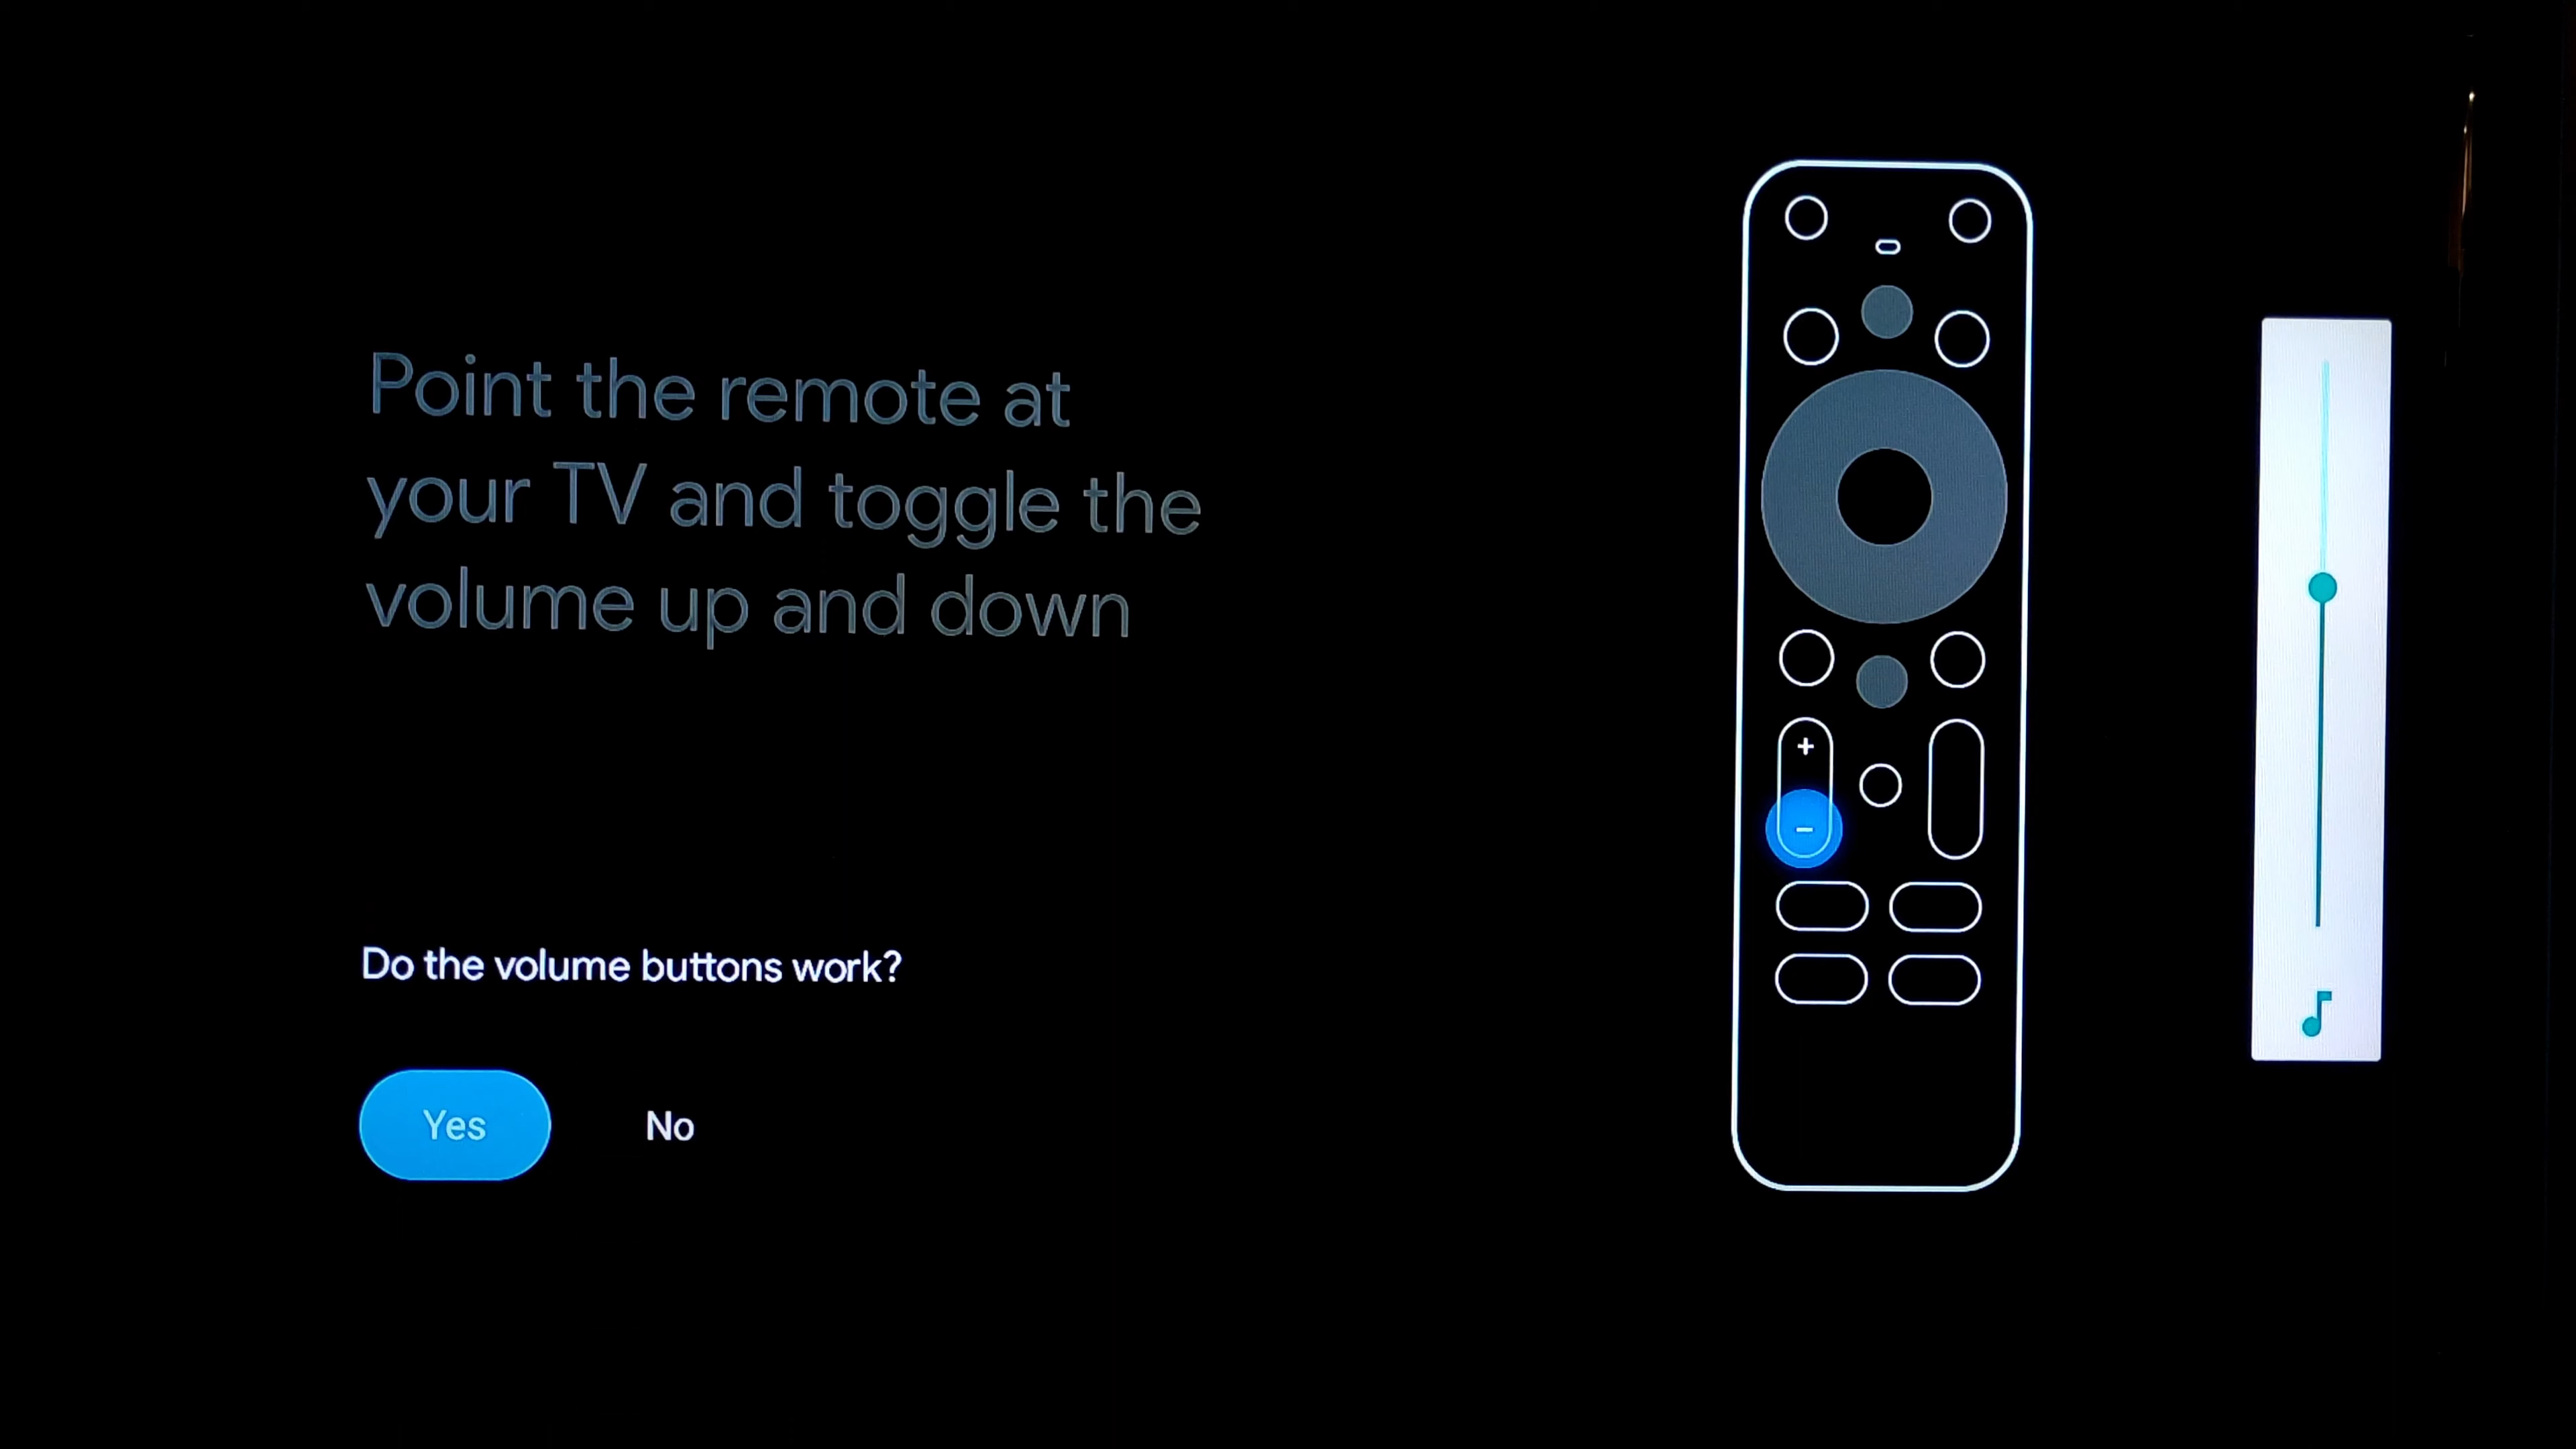 Point the remote at
your TV and toggle the
volume up and down
+
−
Do the volume buttons work?
Yes
No